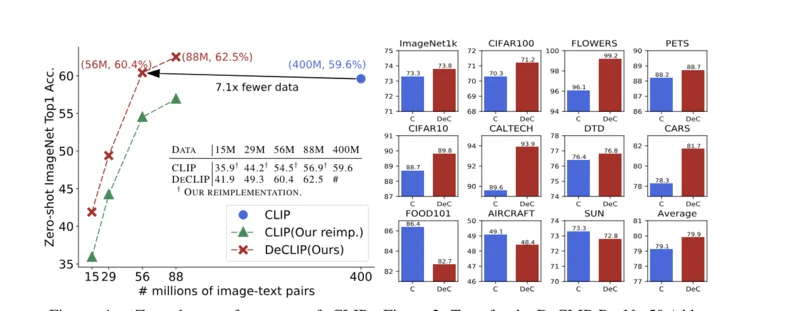 (56M, 60.4%)
(88M, 62.5%)
(400M, 59.6%)
7.1x fewer data
Zero-shot ImageNet Top1 Acc.
60
55
50
45
40
35
DATA 15M 29M 56M 88M 400M
CLIP 35.9† 44.2† 54.5† 56.9† 59.6
DECLIP 41.9 49.3 60.4 62.5 #
† OUR REIMPLEMENTATION.
CLIP
CLIP(Our reimp.)
DeCLIP(Ours)
15 29 56 88 400
# millions of image-text pairs
ImageNet1k
75
74
73
72
71
73.3
73.8
C DeC
CIFAR100
72
70
68
70.3
71.2
C DeC
FLOWERS
100
98
96
94
96.1
99.2
C DeC
PETS
90
89
88
87
86
88.2
88.7
C DeC
CIFAR10
91
90
89
88
87
88.7
89.8
C DeC
CALTECH
94
92
90
89.6
93.9
C DeC
DTD
78
77
76
75
74
76.4
76.8
C DeC
CARS
82
80
78
78.3
81.7
C DeC
FOOD101
86
84
82
86.4
82.7
C DeC
AIRCRAFT
50
49
48
47
46
49.1
48.4
C DeC
SUN
74
73
72
71
70
73.3
72.8
C DeC
Average
81
80
79
78
77
79.1
79.9
C DeC